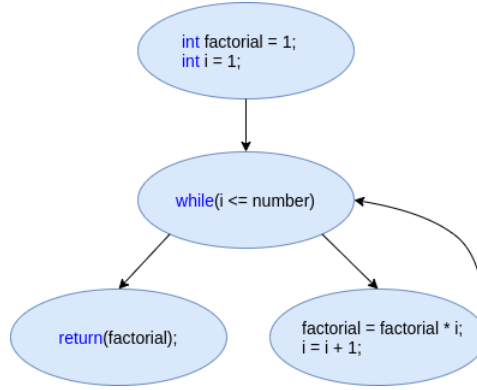 int factorial = 1;
int i = 1;
while(i <= number)
return(factorial);
factorial = factorial * i;
i = i + 1;